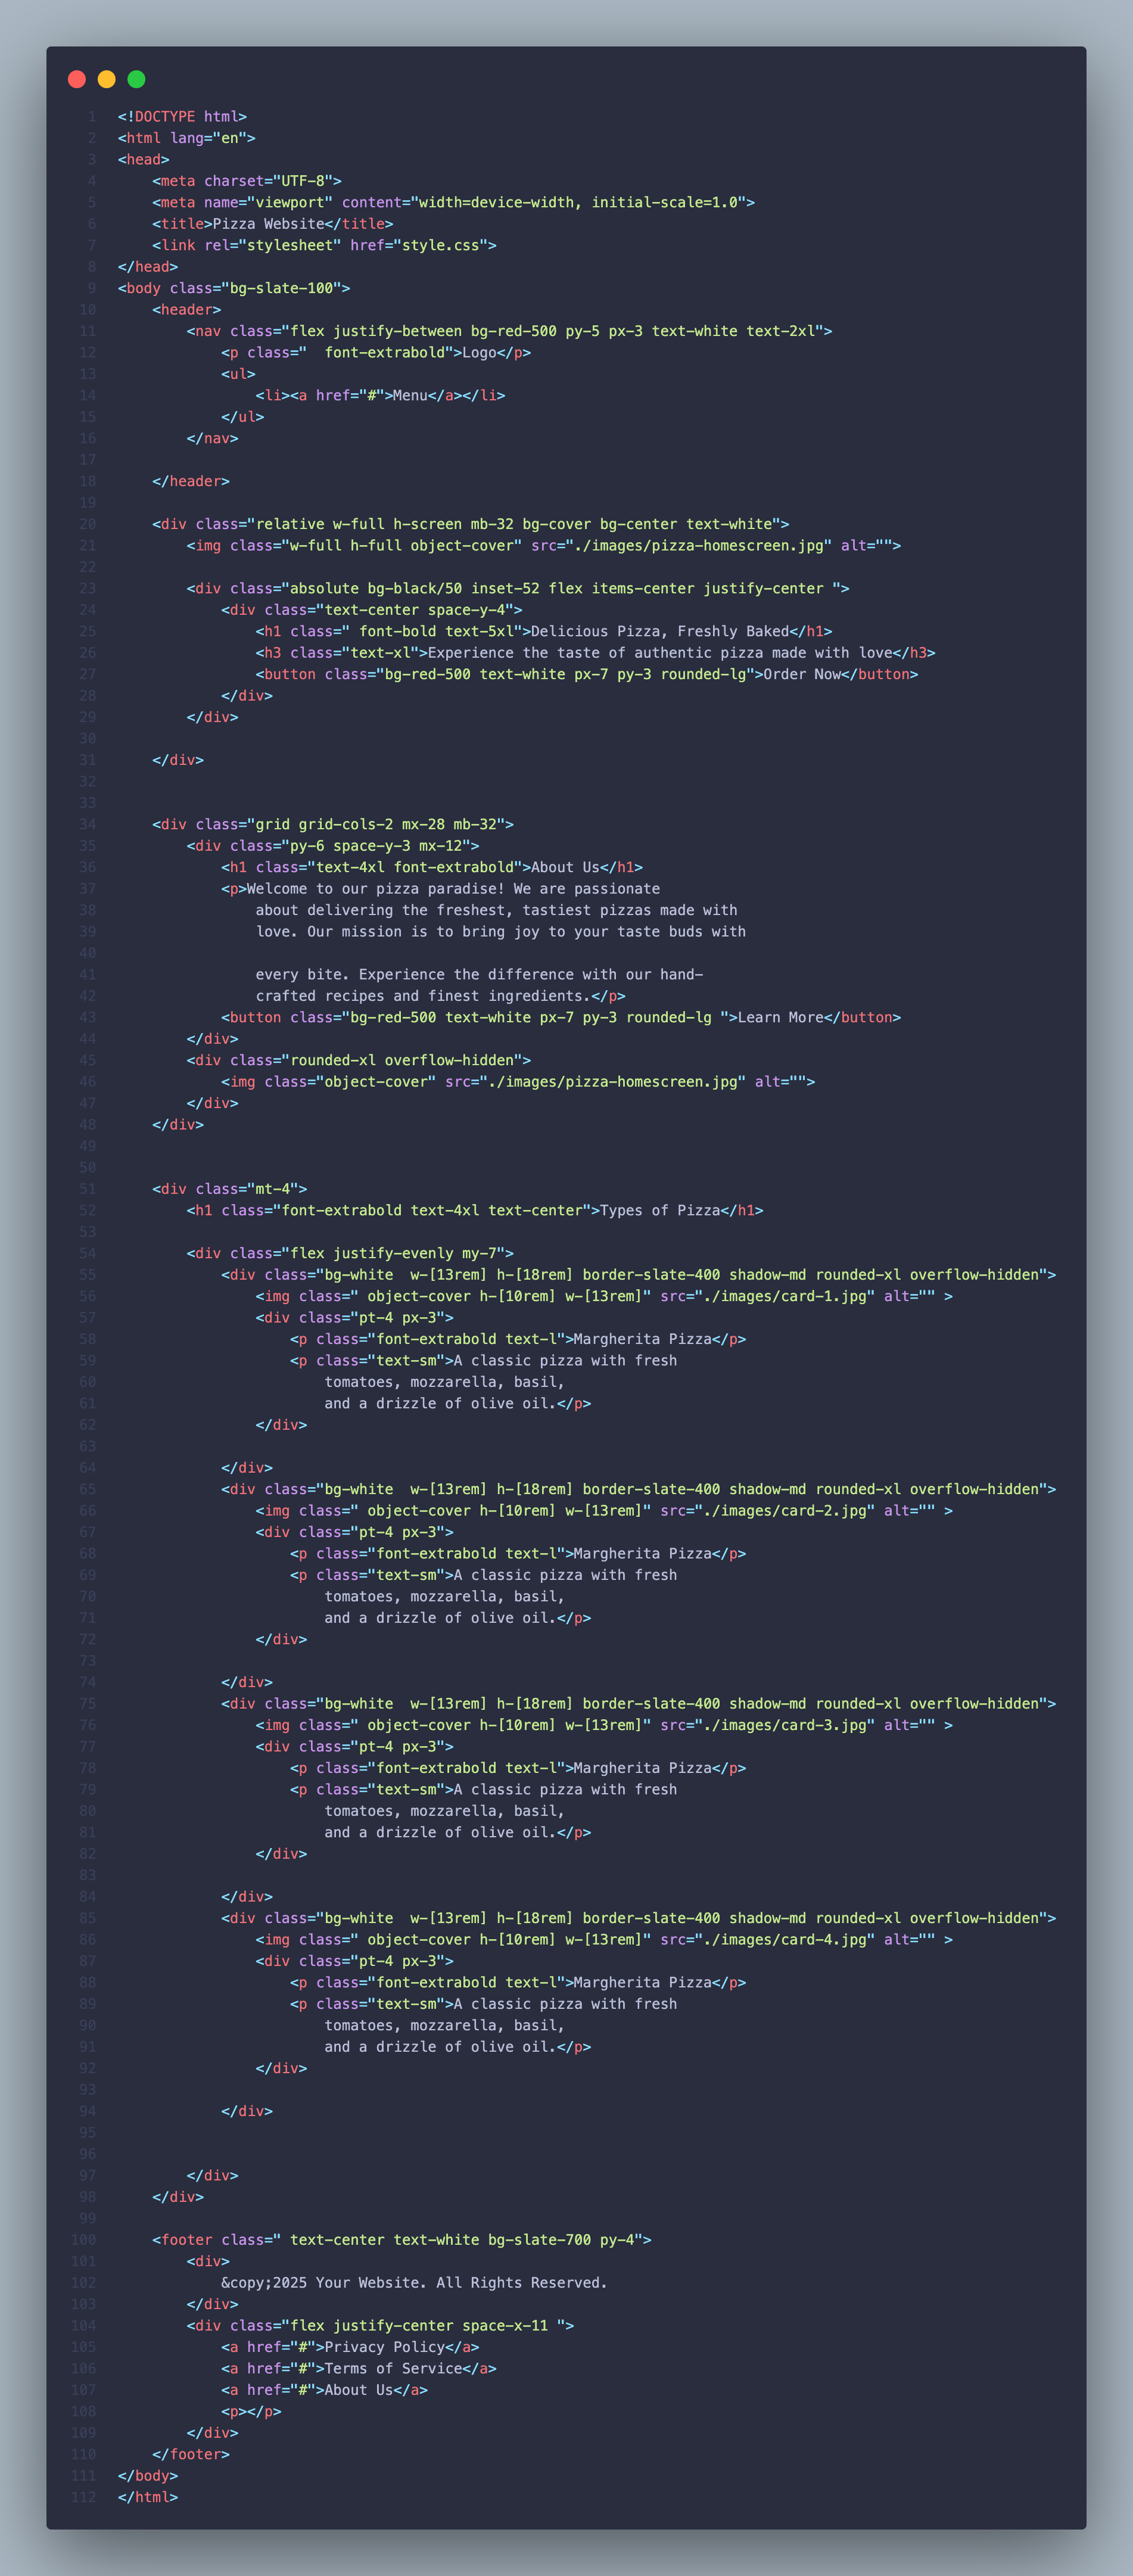 1 <!DOCTYPE html>
2 <html lang="en">
3 <head>
4     <meta charset="UTF-8">
5     <meta name="viewport" content="width=device-width, initial-scale=1.0">
6     <title>Pizza Website</title>
7     <link rel="stylesheet" href="style.css">
8 </head>
9 <body class="bg-slate-100">
10     <header>
11         <nav class="flex justify-between bg-red-500 py-5 px-3 text-white text-2xl">
12             <p class="  font-extrabold">Logo</p>
13             <ul>
14                 <li><a href="#">Menu</a></li>
15             </ul>
16         </nav>
17
18     </header>
19
20     <div class="relative w-full h-screen mb-32 bg-cover bg-center text-white">
21         <img class="w-full h-full object-cover" src="./images/pizza-homescreen.jpg" alt="">
22
23         <div class="absolute bg-black/50 inset-52 flex items-center justify-center ">
24             <div class="text-center space-y-4">
25                 <h1 class=" font-bold text-5xl">Delicious Pizza, Freshly Baked</h1>
26                 <h3 class="text-xl">Experience the taste of authentic pizza made with love</h3>
27                 <button class="bg-red-500 text-white px-7 py-3 rounded-lg">Order Now</button>
28             </div>
29         </div>
30
31     </div>
32
33
34     <div class="grid grid-cols-2 mx-28 mb-32">
35         <div class="py-6 space-y-3 mx-12">
36             <h1 class="text-4xl font-extrabold">About Us</h1>
37             <p>Welcome to our pizza paradise! We are passionate
38                 about delivering the freshest, tastiest pizzas made with
39                 love. Our mission is to bring joy to your taste buds with
40
41                 every bite. Experience the difference with our hand-
42                 crafted recipes and finest ingredients.</p>
43             <button class="bg-red-500 text-white px-7 py-3 rounded-lg ">Learn More</button>
44         </div>
45         <div class="rounded-xl overflow-hidden">
46             <img class="object-cover" src="./images/pizza-homescreen.jpg" alt="">
47         </div>
48     </div>
49
50
51     <div class="mt-4">
52         <h1 class="font-extrabold text-4xl text-center">Types of Pizza</h1>
53
54         <div class="flex justify-evenly my-7">
55             <div class="bg-white  w-[13rem] h-[18rem] border-slate-400 shadow-md rounded-xl overflow-hidden">
56                 <img class=" object-cover h-[10rem] w-[13rem]" src="./images/card-1.jpg" alt="" >
57                 <div class="pt-4 px-3">
58                     <p class="font-extrabold text-l">Margherita Pizza</p>
59                     <p class="text-sm">A classic pizza with fresh
60                         tomatoes, mozzarella, basil,
61                         and a drizzle of olive oil.</p>
62                 </div>
63
64             </div>
65             <div class="bg-white  w-[13rem] h-[18rem] border-slate-400 shadow-md rounded-xl overflow-hidden">
66                 <img class=" object-cover h-[10rem] w-[13rem]" src="./images/card-2.jpg" alt="" >
67                 <div class="pt-4 px-3">
68                     <p class="font-extrabold text-l">Margherita Pizza</p>
69                     <p class="text-sm">A classic pizza with fresh
70                         tomatoes, mozzarella, basil,
71                         and a drizzle of olive oil.</p>
72                 </div>
73
74             </div>
75             <div class="bg-white  w-[13rem] h-[18rem] border-slate-400 shadow-md rounded-xl overflow-hidden">
76                 <img class=" object-cover h-[10rem] w-[13rem]" src="./images/card-3.jpg" alt="" >
77                 <div class="pt-4 px-3">
78                     <p class="font-extrabold text-l">Margherita Pizza</p>
79                     <p class="text-sm">A classic pizza with fresh
80                         tomatoes, mozzarella, basil,
81                         and a drizzle of olive oil.</p>
82                 </div>
83
84             </div>
85             <div class="bg-white  w-[13rem] h-[18rem] border-slate-400 shadow-md rounded-xl overflow-hidden">
86                 <img class=" object-cover h-[10rem] w-[13rem]" src="./images/card-4.jpg" alt="" >
87                 <div class="pt-4 px-3">
88                     <p class="font-extrabold text-l">Margherita Pizza</p>
89                     <p class="text-sm">A classic pizza with fresh
90                         tomatoes, mozzarella, basil,
91                         and a drizzle of olive oil.</p>
92                 </div>
93
94             </div>
95
96
97         </div>
98     </div>
99
100     <footer class=" text-center text-white bg-slate-700 py-4">
101         <div>
102             &copy;2025 Your Website. All Rights Reserved.
103         </div>
104         <div class="flex justify-center space-x-11 ">
105             <a href="#">Privacy Policy</a>
106             <a href="#">Terms of Service</a>
107             <a href="#">About Us</a>
108             <p></p>
109         </div>
110     </footer>
111 </body>
112 </html>